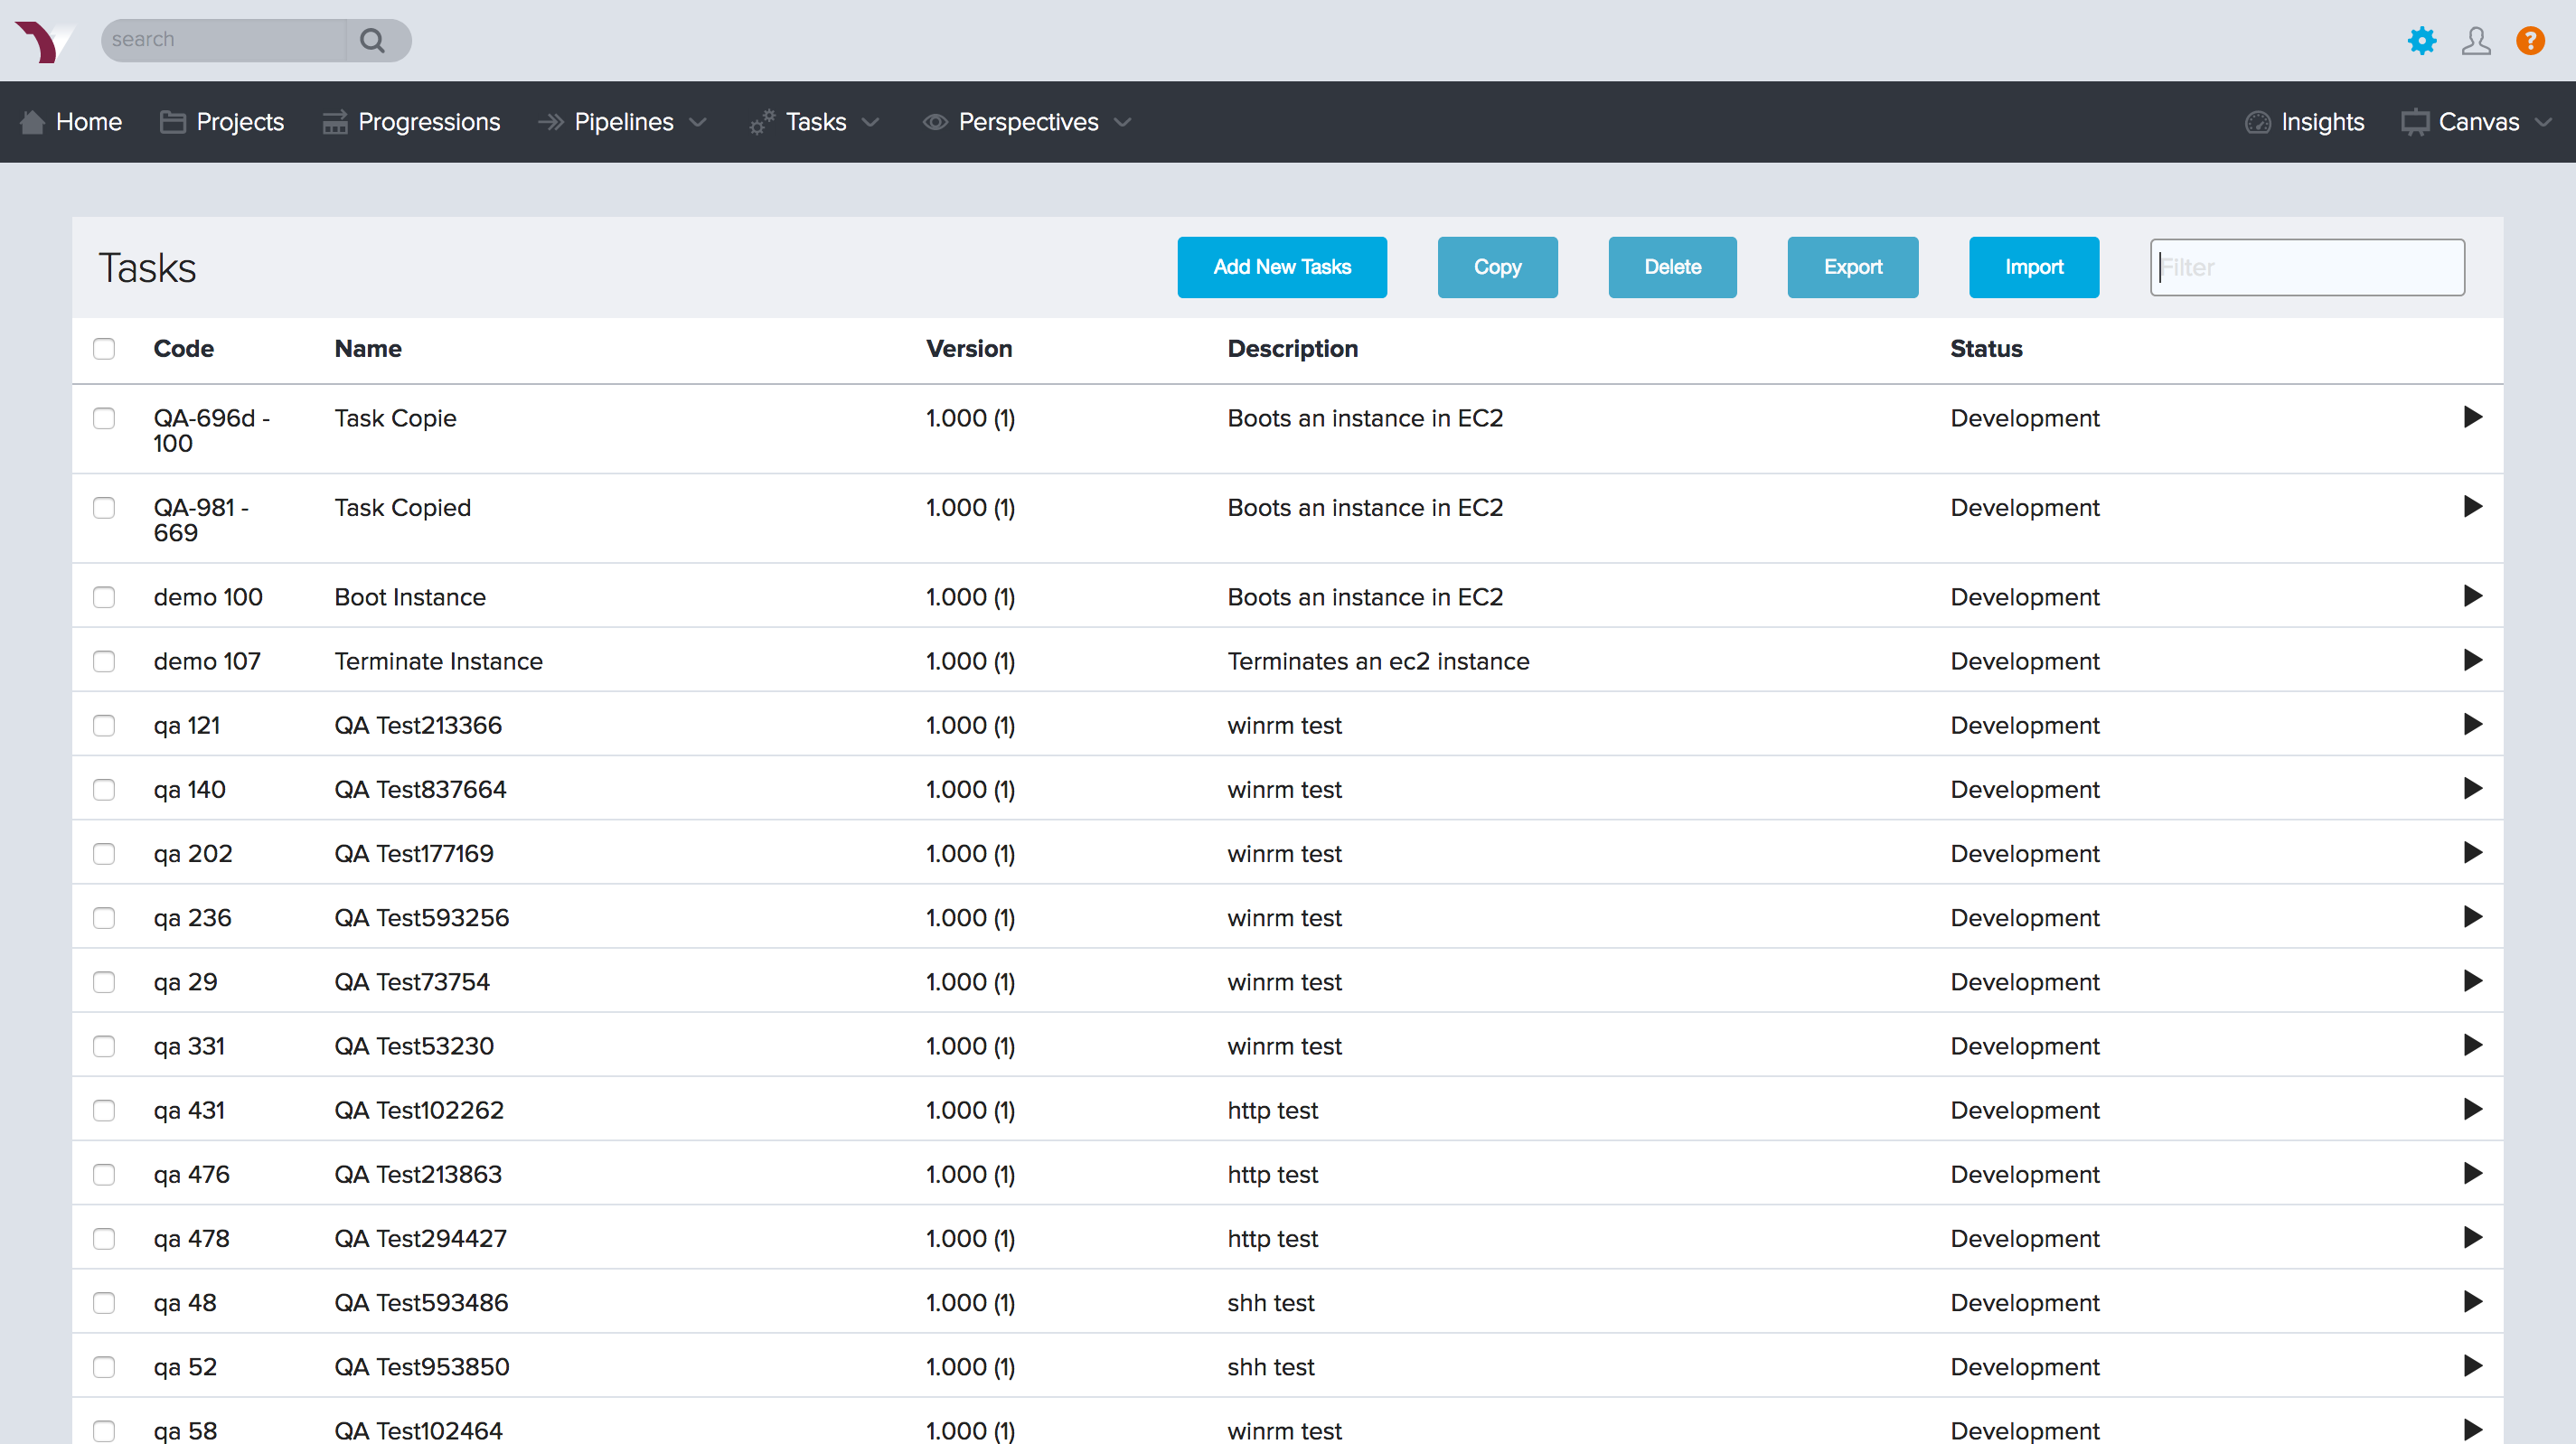 search
?
Home Projects Progressions Pipelines Tasks Perspectives Insights Canvas
Tasks Add New Tasks Copy Delete Export Import Filter
Code Name Version Description Status
QA-696d - Task Copie 1.000 (1) Boots an instance in EC2 Development
100
QA-981 - Task Copied 1.000 (1) Boots an instance in EC2 Development
669
demo 100 Boot Instance 1.000 (1) Boots an instance in EC2 Development
demo 107 Terminate Instance 1.000 (1) Terminates an ec2 instance Development
qa 121 QA Test213366 1.000 (1) winrm test Development
qa 140 QA Test837664 1.000 (1) winrm test Development
qa 202 QA Test177169 1.000 (1) winrm test Development
qa 236 QA Test593256 1.000 (1) winrm test Development
qa 29 QA Test73754 1.000 (1) winrm test Development
qa 331 QA Test53230 1.000 (1) winrm test Development
qa 431 QA Test102262 1.000 (1) http test Development
qa 476 QA Test213863 1.000 (1) http test Development
qa 478 QA Test294427 1.000 (1) http test Development
qa 48 QA Test593486 1.000 (1) shh test Development
qa 52 QA Test953850 1.000 (1) shh test Development
qa 58 QA Test102464 1.000 (1) winrm test Development